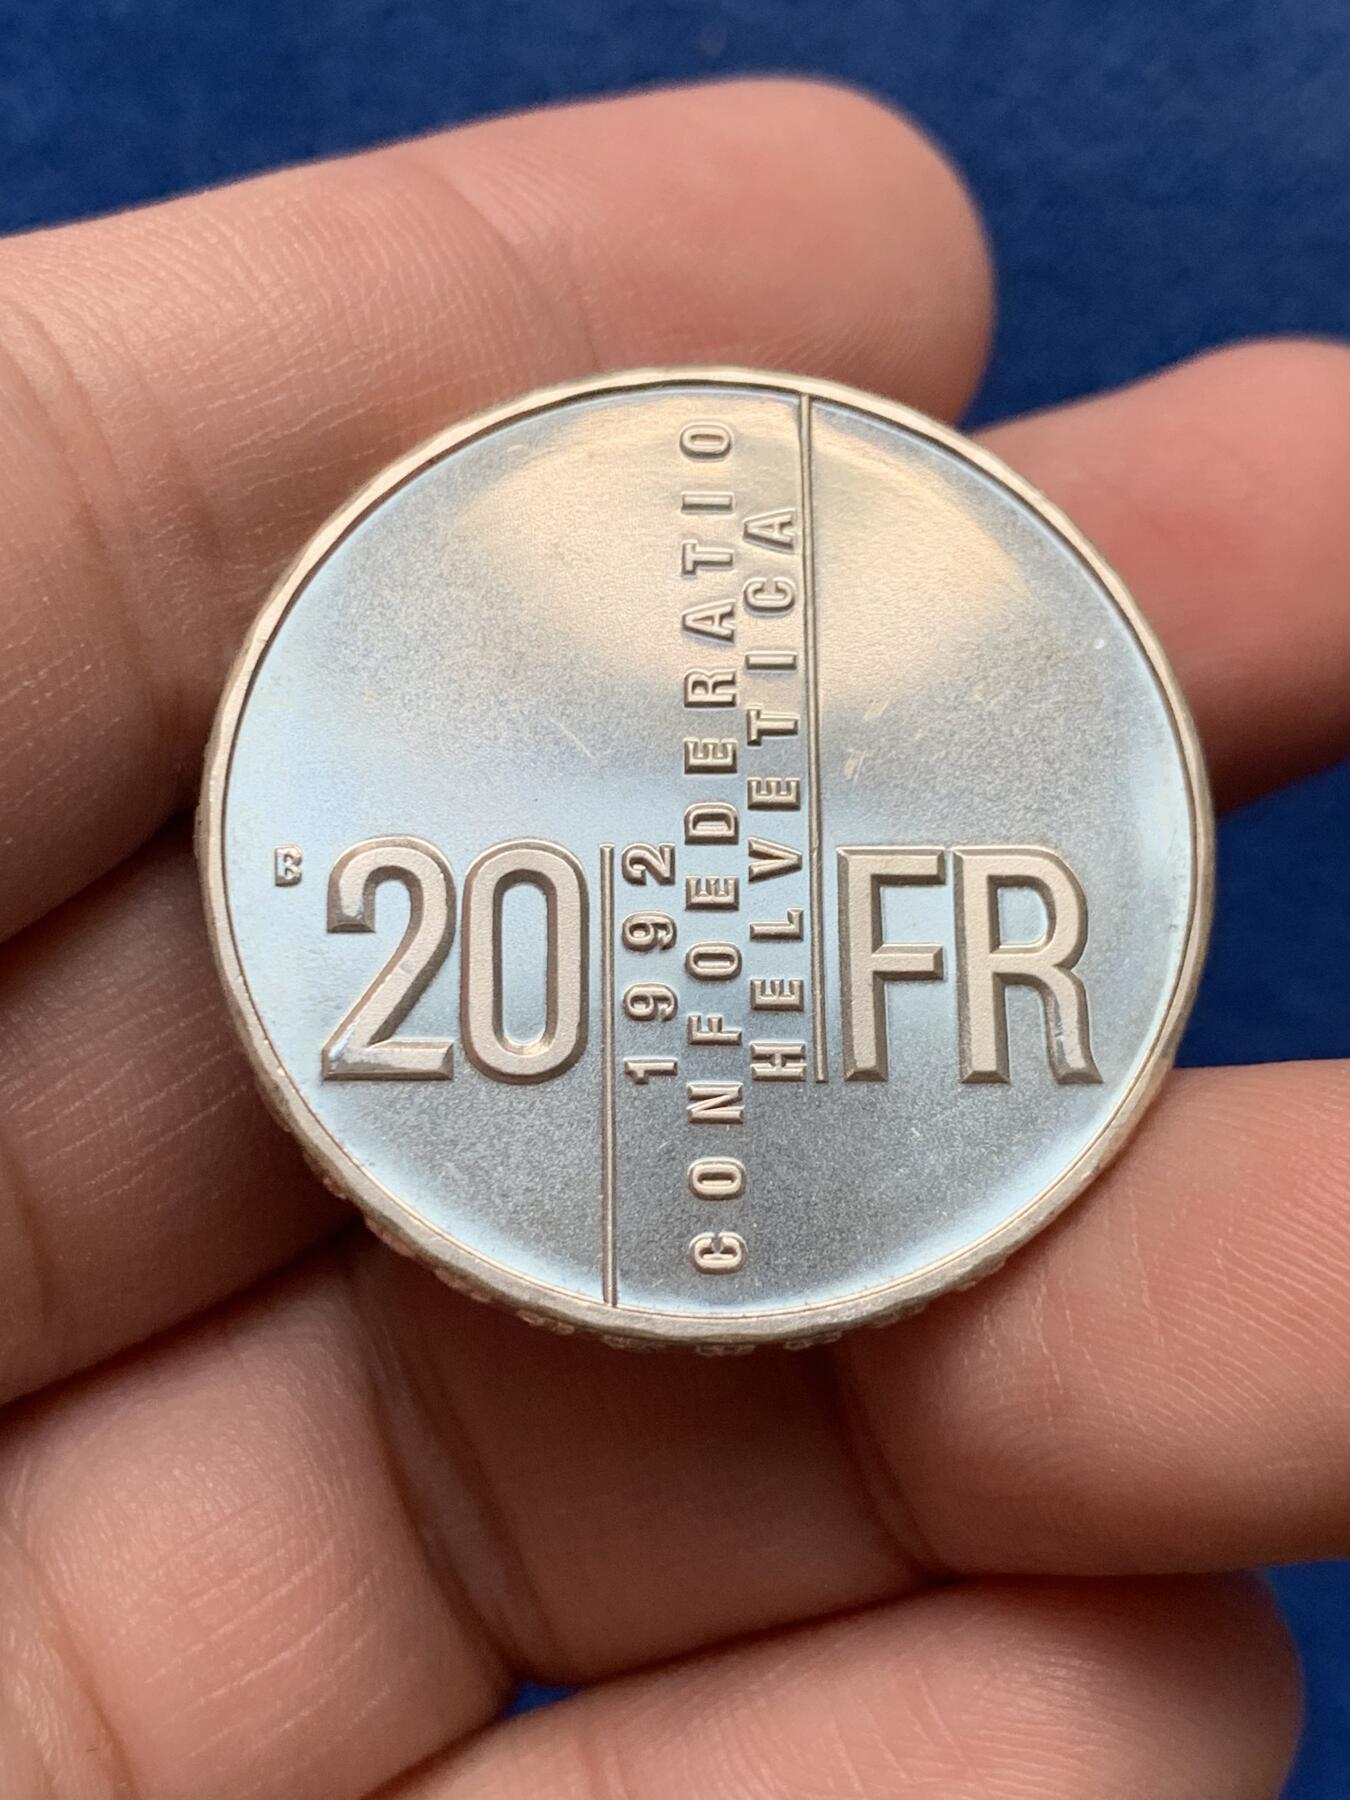 B
20
1992
CONFOEDERATIO
HELVETICA
FR